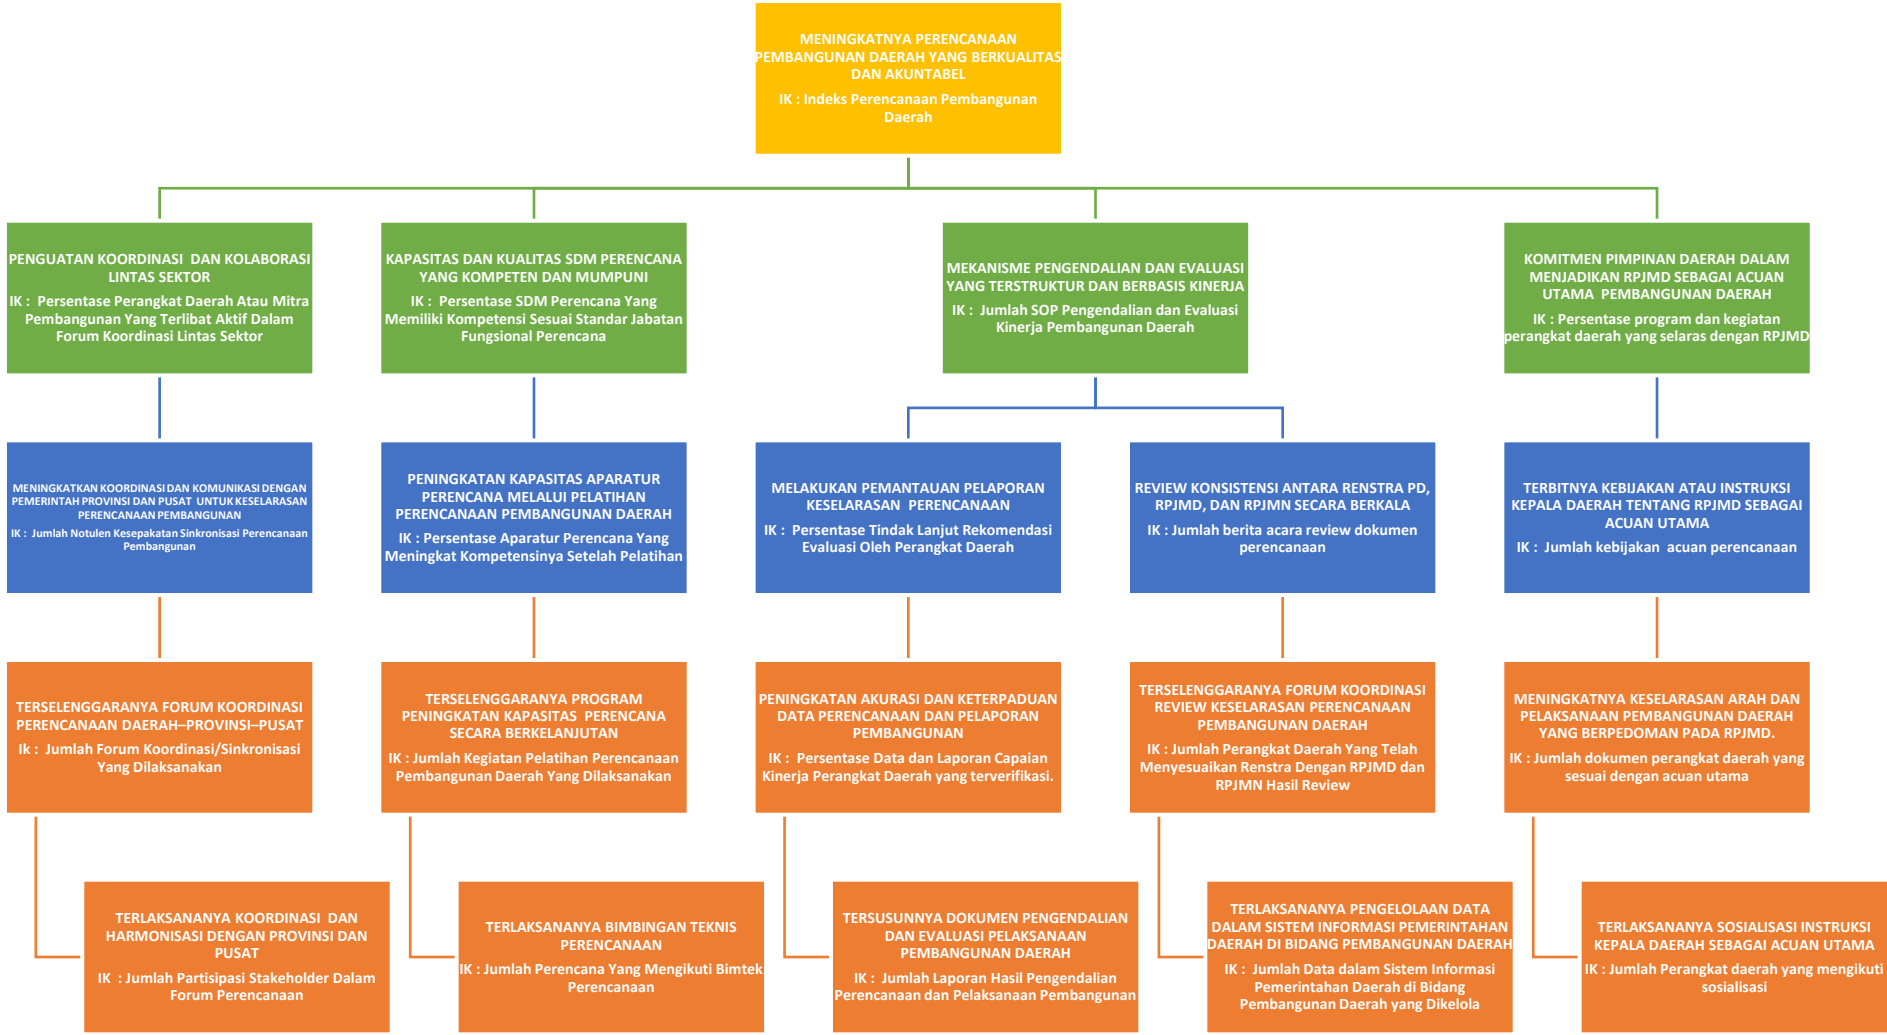 MENINGKATNYA PERENCANAAN
PEMBANGUNAN DAERAH YANG BERKUALITAS
DAN AKUNTABEL
IK : Indeks Perencanaan Pembangunan
Daerah
PENGUATAN KOORDINASI DAN KOLABORASI
LINTAS SEKTOR
IK : Persentase Perangkat Daerah Atau Mitra
Pembangunan Yang Terlibat Aktif Dalam
Forum Koordinasi Lintas Sektor
KAPASITAS DAN KUALITAS SDM PERENCANA
YANG KOMPETEN DAN MUMPUNI
IK : Persentase SDM Perencana Yang
Memiliki Kompetensi Sesuai Standar Jabatan
Fungsional Perencana
MEKANISME PENGENDALIAN DAN EVALUASI
YANG TERSTRUKTUR DAN BERBASIS KINERJA
IK : Jumlah SOP Pengendalian dan Evaluasi
Kinerja Pembangunan Daerah
KOMITMEN PIMPINAN DAERAH DALAM
MENJADIKAN RPJMD SEBAGAI ACUAN
UTAMA PEMBANGUNAN DAERAH
IK : Persentase program dan kegiatan
perangkat daerah yang selaras dengan RPJMD
MENINGKATKAN KOORDINASI DAN KOMUNIKASI DENGAN
PEMERINTAH PROVINSI DAN PUSAT UNTUK KESELARASAN
PERENCANAAN PEMBANGUNAN
IK : Jumlah Notulen Kesepakatan Sinkronisasi Perencanaan
Pembangunan
PENINGKATAN KAPASITAS APARATUR
PERENCANA MELALUI PELATIHAN
PERENCANAAN PEMBANGUNAN DAERAH
IK : Persentase Aparatur Perencana Yang
Meningkat Kompetensinya Setelah Pelatihan
MELAKUKAN PEMANTAUAN PELAPORAN
KESELARASAN PERENCANAAN
IK : Persentase Tindak Lanjut Rekomendasi
Evaluasi Oleh Perangkat Daerah
REVIEW KONSISTENSI ANTARA RENSTRA PD,
RPJMD, DAN RPJMN SECARA BERKALA
IK : Jumlah berita acara review dokumen
perencanaan
TERBITNYA KEBIJAKAN ATAU INSTRUKSI
KEPALA DAERAH TENTANG RPJMD SEBAGAI
ACUAN UTAMA
IK : Jumlah kebijakan acuan perencanaan
TERSELENGGARANYA FORUM KOORDINASI
PERENCANAAN DAERAH–PROVINSI–PUSAT
Ik : Jumlah Forum Koordinasi/Sinkronisasi
Yang Dilaksanakan
TERSELENGGARANYA PROGRAM
PENINGKATAN KAPASITAS PERENCANA
SECARA BERKELANJUTAN
IK : Jumlah Kegiatan Pelatihan Perencanaan
Pembangunan Daerah Yang Dilaksanakan
PENINGKATAN AKURASI DAN KETERPADUAN
DATA PERENCANAAN DAN PELAPORAN
PEMBANGUNAN
IK : Persentase Data dan Laporan Capaian
Kinerja Perangkat Daerah yang terverifikasi.
TERSELENGGARANYA FORUM KOORDINASI
REVIEW KESELARASAN PERENCANAAN
PEMBANGUNAN DAERAH
IK : Jumlah Perangkat Daerah Yang Telah
Menyesuaikan Renstra Dengan RPJMD dan
RPJMN Hasil Review
MENINGKATNYA KESELARASAN ARAH DAN
PELAKSANAAN PEMBANGUNAN DAERAH
YANG BERPEDOMAN PADA RPJMD.
IK : Jumlah dokumen perangkat daerah yang
sesuai dengan acuan utama
TERLAKSANANYA KOORDINASI DAN
HARMONISASI DENGAN PROVINSI DAN
PUSAT
IK : Jumlah Partisipasi Stakeholder Dalam
Forum Perencanaan
TERLAKSANANYA BIMBINGAN TEKNIS
PERENCANAAN
IK : Jumlah Perencana Yang Mengikuti Bimtek
Perencanaan
TERSUSUNNYA DOKUMEN PENGENDALIAN
DAN EVALUASI PELAKSANAAN
PEMBANGUNAN DAERAH
IK : Jumlah Laporan Hasil Pengendalian
Perencanaan dan Pelaksanaan Pembangunan
TERLAKSANANYA PENGELOLAAN DATA
DALAM SISTEM INFORMASI PEMERINTAHAN
DAERAH DI BIDANG PEMBANGUNAN DAERAH
IK : Jumlah Data dalam Sistem Informasi
Pemerintahan Daerah di Bidang
Pembangunan Daerah yang Dikelola
TERLAKSANANYA SOSIALISASI INSTRUKSI
KEPALA DAERAH SEBAGAI ACUAN UTAMA
IK : Jumlah Perangkat daerah yang mengikuti
sosialisasi